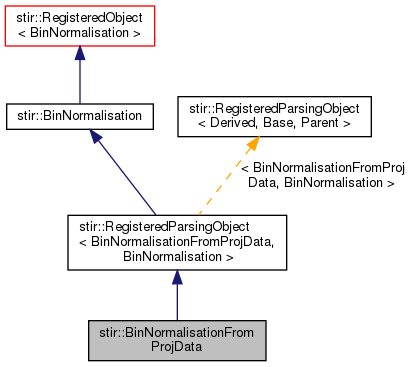 stir::RegisteredObject
< BinNormalisation >
stir::BinNormalisation
stir::RegisteredParsingObject
< Derived, Base, Parent >
< BinNormalisationFromProj
Data, BinNormalisation >
stir::RegisteredParsingObject
< BinNormalisationFromProjData,
BinNormalisation >
stir::BinNormalisationFrom
ProjData